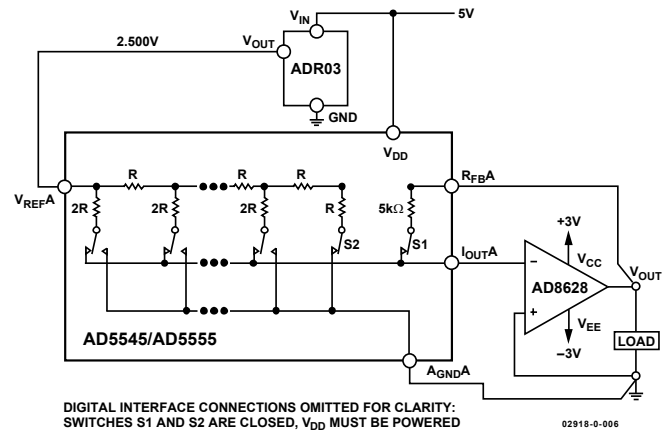 VIN
5V
2.500V
VOUT
ADR03
GND
VDD
R
R
R
RFBA
VREFA
2R
2R
2R
R
5kΩ
+3V
S2
S1
IOUTA
VCC
VOUT
–
AD8628
+
VEE
LOAD
–3V
AD5545/AD5555
AGNDA
DIGITAL INTERFACE CONNECTIONS OMITTED FOR CLARITY:
SWITCHES S1 AND S2 ARE CLOSED, VDD MUST BE POWERED
02918-0-006